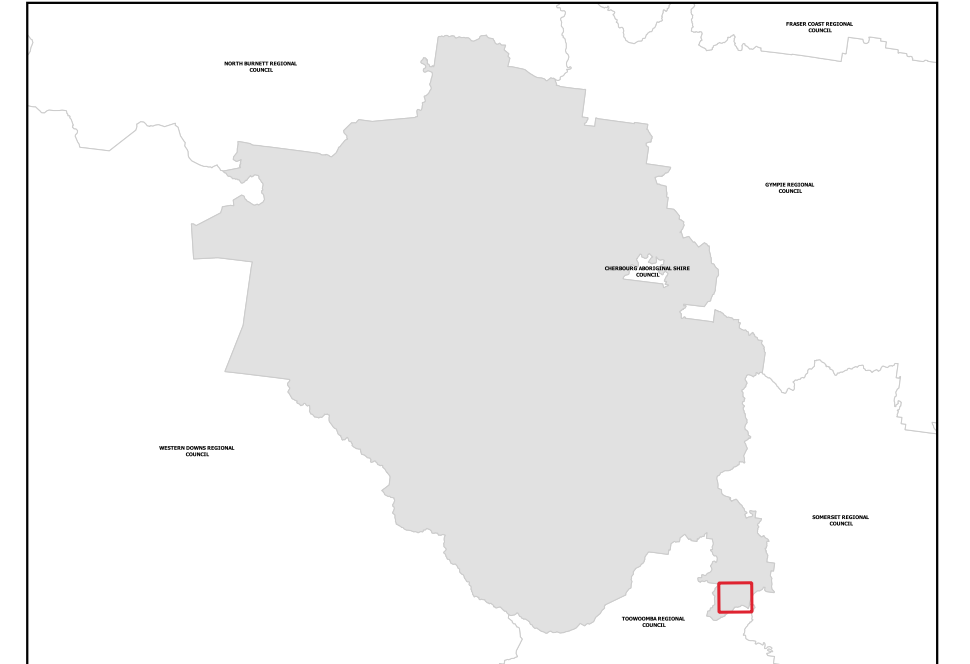 FRASER COAST REGIONAL
COUNCIL
NORTH BURNETT REGIONAL
COUNCIL
GYMPIE REGIONAL
COUNCIL
CHERBOURG ABORIGINAL SHIRE
COUNCIL
WESTERN DOWNS REGIONAL
COUNCIL
SOMERSET REGIONAL
COUNCIL
TOOWOOMBA REGIONAL
COUNCIL